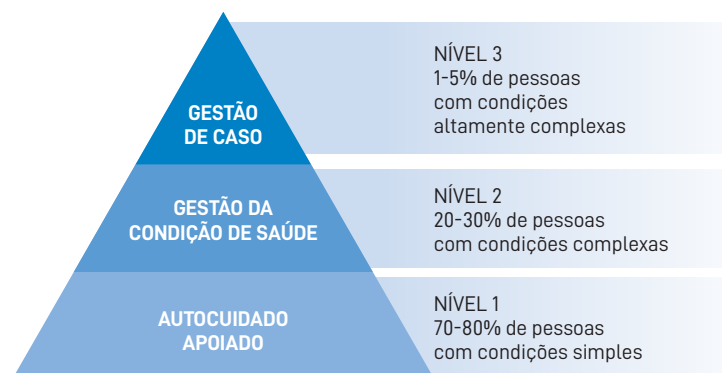 GESTÃO
DE CASO
NÍVEL 3
1-5% de pessoas
com condições
altamente complexas
GESTÃO DA
CONDIÇÃO DE SAÚDE
NÍVEL 2
20-30% de pessoas
com condições complexas
AUTOCUIDADO
APOIADO
NÍVEL 1
70-80% de pessoas
com condições simples